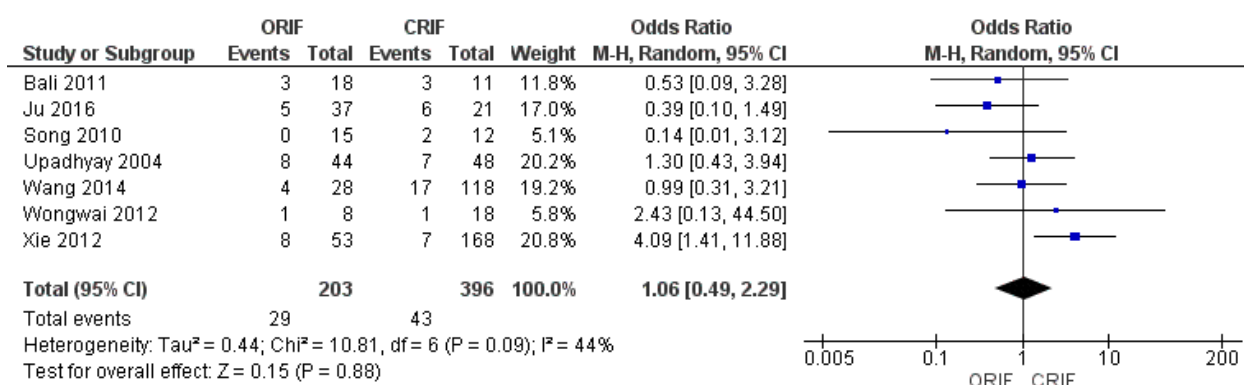 ORIF CRIF Odds Ratio Odds Ratio
Study or Subgroup Events Total Events Total Weight M-H, Random, 95% CI M-H, Random, 95% CI
Bali 2011 3 18 3 11 11.8% 0.53 [0.09, 3.28]
Ju 2016 5 37 6 21 17.0% 0.39 [0.10, 1.49]
Song 2010 0 15 2 12 5.1% 0.14 [0.01, 3.12]
Upadhyay 2004 8 44 7 48 20.2% 1.30 [0.43, 3.94]
Wang 2014 4 28 17 118 19.2% 0.99 [0.31, 3.21]
Wongwai 2012 1 8 1 18 5.8% 2.43 [0.13, 44.50]
Xie 2012 8 53 7 168 20.8% 4.09 [1.41, 11.88]
Total (95% CI) 203 396 100.0% 1.06 [0.49, 2.29]
Total events 29 43
Heterogeneity: Tau² = 0.44; Chi² = 10.81, df = 6 (P = 0.09); I² = 44%
Test for overall effect: Z = 0.15 (P = 0.88)
0.005 0.1 1 10 200
ORIF CRIF